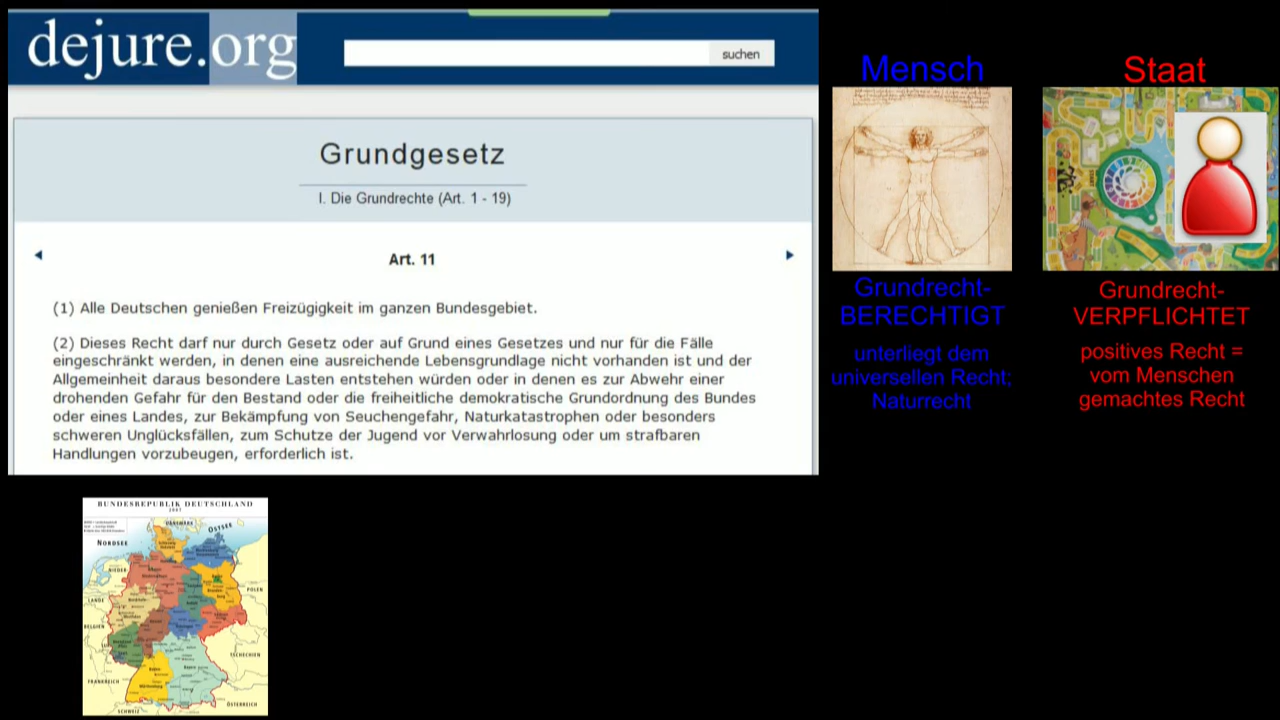 dejure.org
suchen
Grundgesetz
I. Die Grundrechte (Art. 1 - 19)
Art. 11
(1) Alle Deutschen genießen Freizügigkeit im ganzen Bundesgebiet.
(2) Dieses Recht darf nur durch Gesetz oder auf Grund eines Gesetzes und nur für die Fälle
eingeschränkt werden, in denen eine ausreichende Lebensgrundlage nicht vorhanden ist und der
Allgemeinheit daraus besondere Lasten entstehen würden oder in denen es zur Abwehr einer
drohenden Gefahr für den Bestand oder die freiheitliche demokratische Grundordnung des Bundes
oder eines Landes, zur Bekämpfung von Seuchengefahr, Naturkatastrophen oder besonders
schweren Unglücksfällen, zum Schutze der Jugend vor Verwahrlosung oder um strafbaren
Handlungen vorzubeugen, erforderlich ist.
Mensch
Grundrecht-
BERECHTIGT
unterliegt dem
universellen Recht;
Naturrecht
Staat
Grundrecht-
VERPFLICHTET
positives Recht =
vom Menschen
gemachtes Recht
BUNDESREPUBLIK DEUTSCHLAND
2007
DÄNEMARK
OSTSEE
NORDSEE
NIEDER
LANDE
POLEN
BELGIEN
TSCHECHIEN
FRANKREICH
ÖSTERREICH
SCHWEIZ